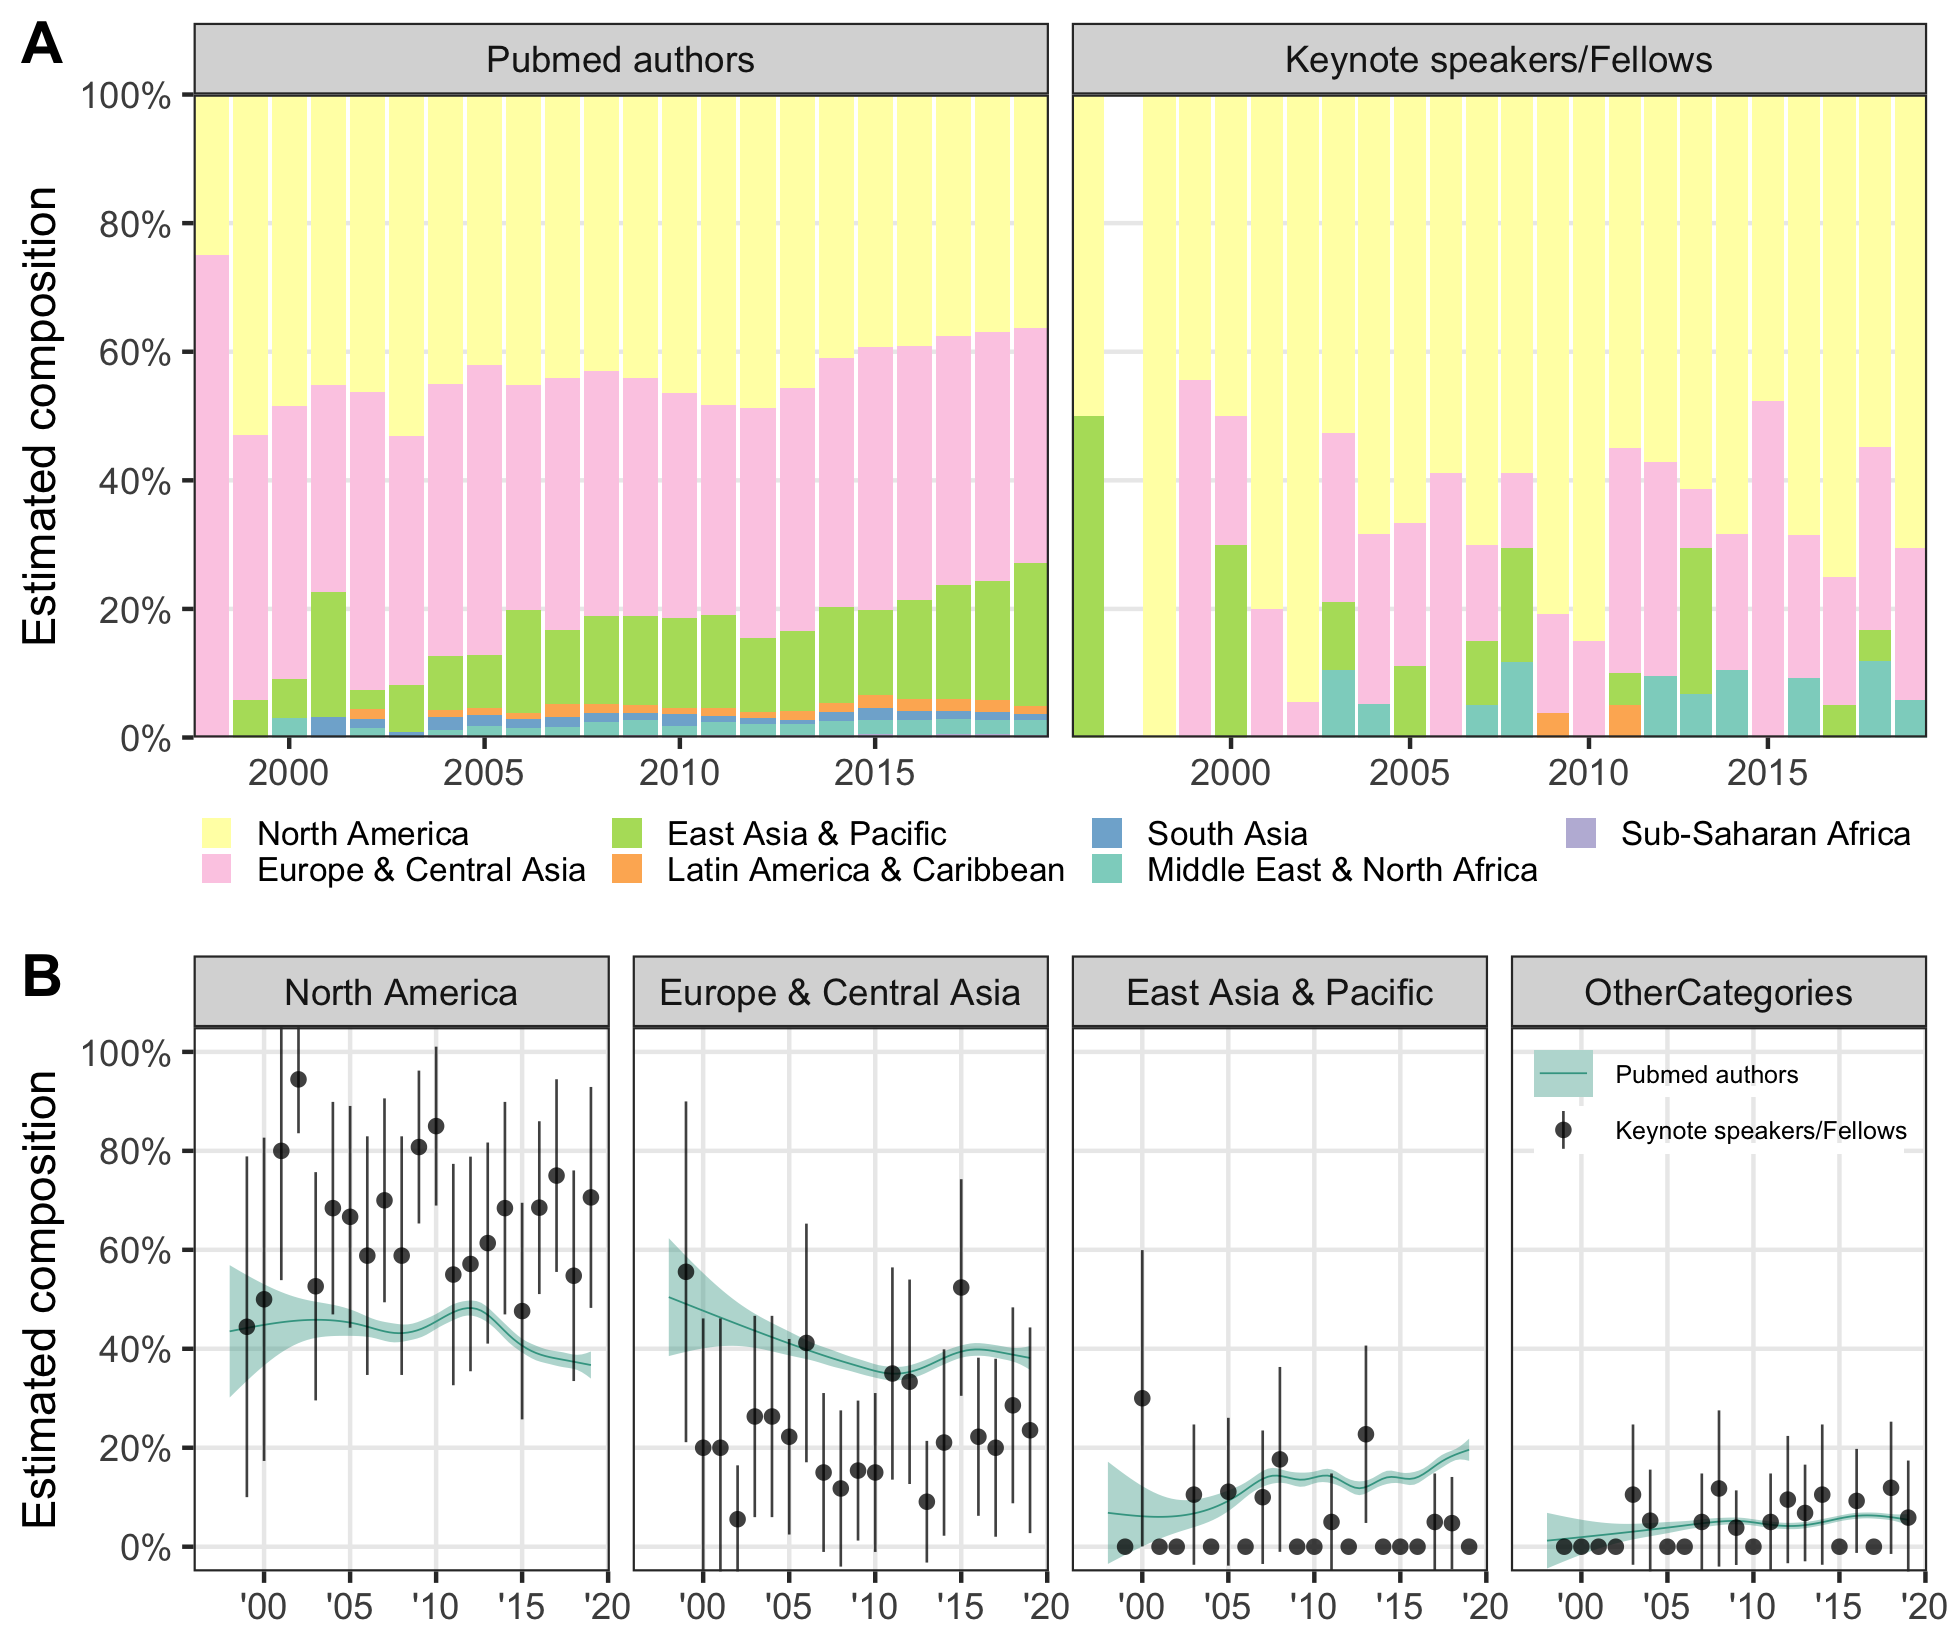 A
Pubmed authors
Keynote speakers/Fellows
Estimated composition
100%
80%
60%
40%
20%
0%
2000 2005 2010 2015
2000 2005 2010 2015
North America
East Asia & Pacific
South Asia
Sub-Saharan Africa
Europe & Central Asia
Latin America & Caribbean
Middle East & North Africa
B
North America
Europe & Central Asia
East Asia & Pacific
OtherCategories
Estimated composition
100%
80%
60%
40%
20%
0%
Pubmed authors
Keynote speakers/Fellows
'00 '05 '10 '15 '20
'00 '05 '10 '15 '20
'00 '05 '10 '15 '20
'00 '05 '10 '15 '20